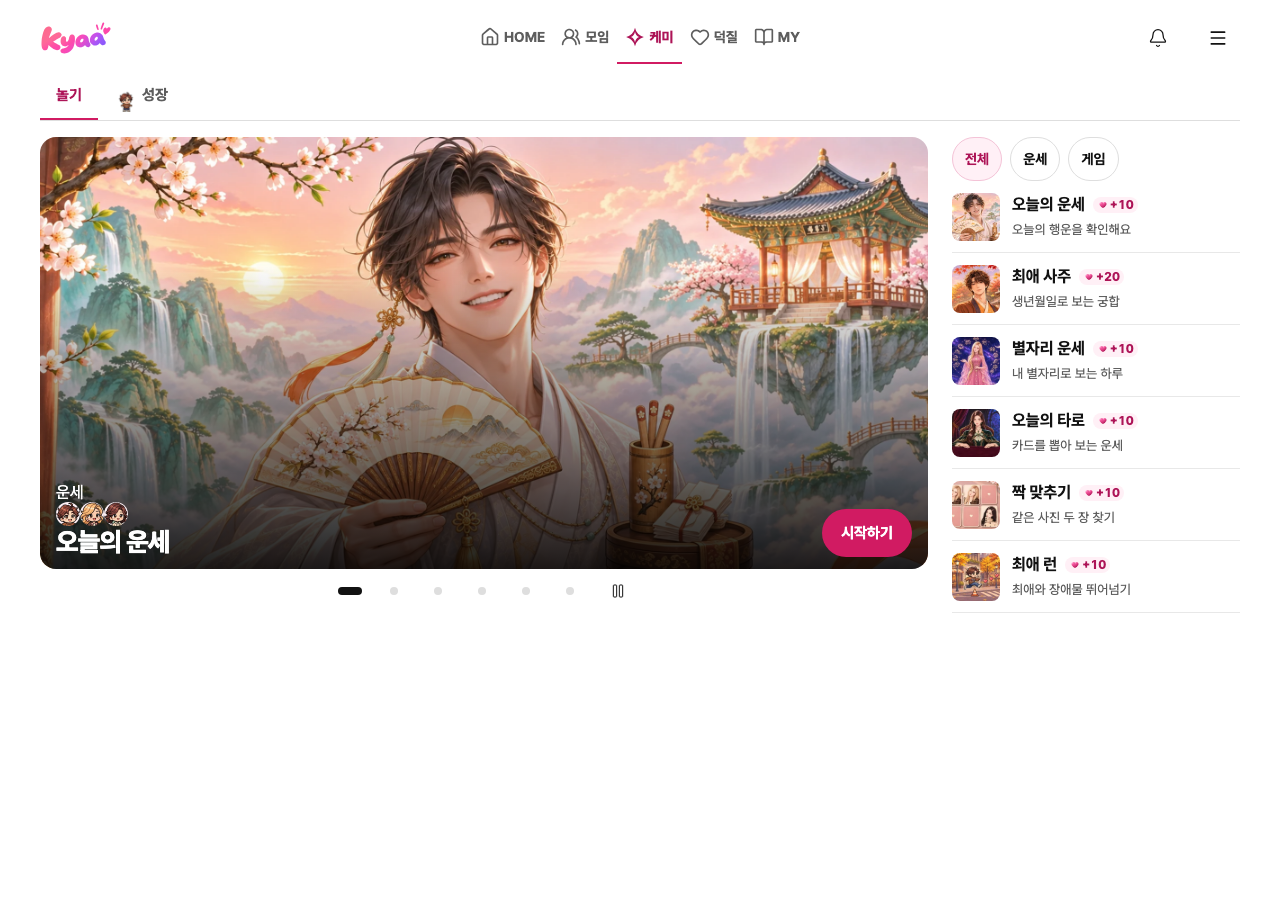 kyaa
HOME
모임
케미
덕질
MY
놀기
성장
운세
오늘의 운세
시작하기
전체
운세
게임
오늘의 운세 +10
오늘의 행운을 확인해요
최애 사주 +20
생년월일로 보는 궁합
별자리 운세 +10
내 별자리로 보는 하루
오늘의 타로 +10
카드를 뽑아 보는 운세
짝 맞추기 +10
같은 사진 두 장 찾기
최애 런 +10
최애와 장애물 뛰어넘기